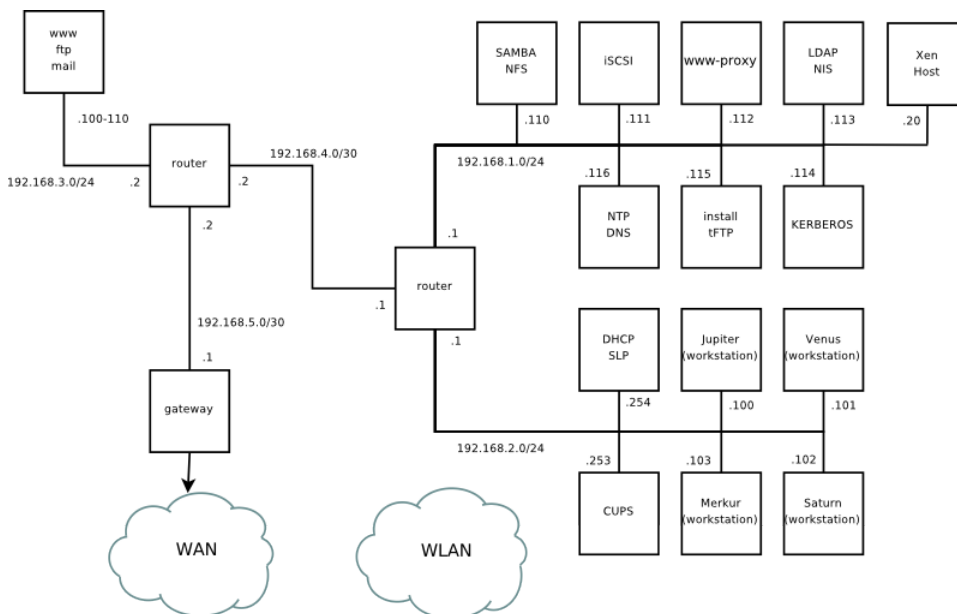 www
ftp
mail
.100-110
192.168.3.0/24
.2
router
.2
.2
192.168.4.0/30
192.168.5.0/30
.1
gateway
WAN
WLAN
.1
router
.1
.1
SAMBA
NFS
iSCSI
www-proxy
LDAP
NIS
Xen
Host
.110
.111
.112
.113
.20
192.168.1.0/24
.116
.115
.114
NTP
DNS
install
tFTP
KERBEROS
DHCP
SLP
Jupiter
(workstation)
Venus
(workstation)
.254
.100
.101
192.168.2.0/24
.253
.103
.102
CUPS
Merkur
(workstation)
Saturn
(workstation)